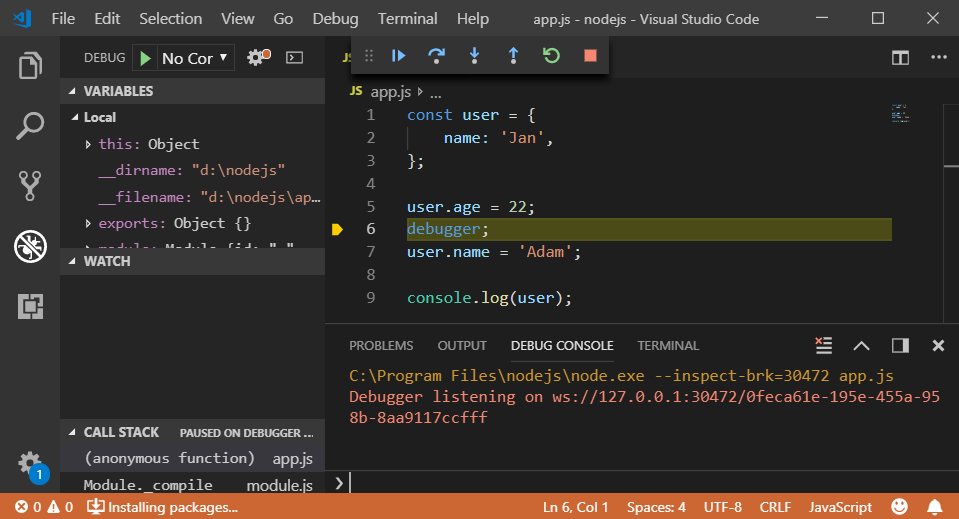 File Edit Selection View Go Debug Terminal Help app.js - nodejs - Visual Studio Code
DEBUG No Cor
VARIABLES
Local
this: Object
__dirname: "d:\nodejs"
__filename: "d:\nodejs\ap…
exports: Object {}
WATCH
CALL STACK PAUSED ON DEBUGGER …
(anonymous function) app.js
Module._compile module.js
JS
JS app.js › ...
1 const user = {
2 name: 'Jan',
3 };
4
5 user.age = 22;
6 debugger;
7 user.name = 'Adam';
8
9 console.log(user);
PROBLEMS OUTPUT DEBUG CONSOLE TERMINAL
C:\Program Files\nodejs\node.exe --inspect-brk=30472 app.js
Debugger listening on ws://127.0.0.1:30472/0feca61e-195e-455a-95
8b-8aa9117ccfff
1
0 0 Installing packages... Ln 6, Col 1 Spaces: 4 UTF-8 CRLF JavaScript